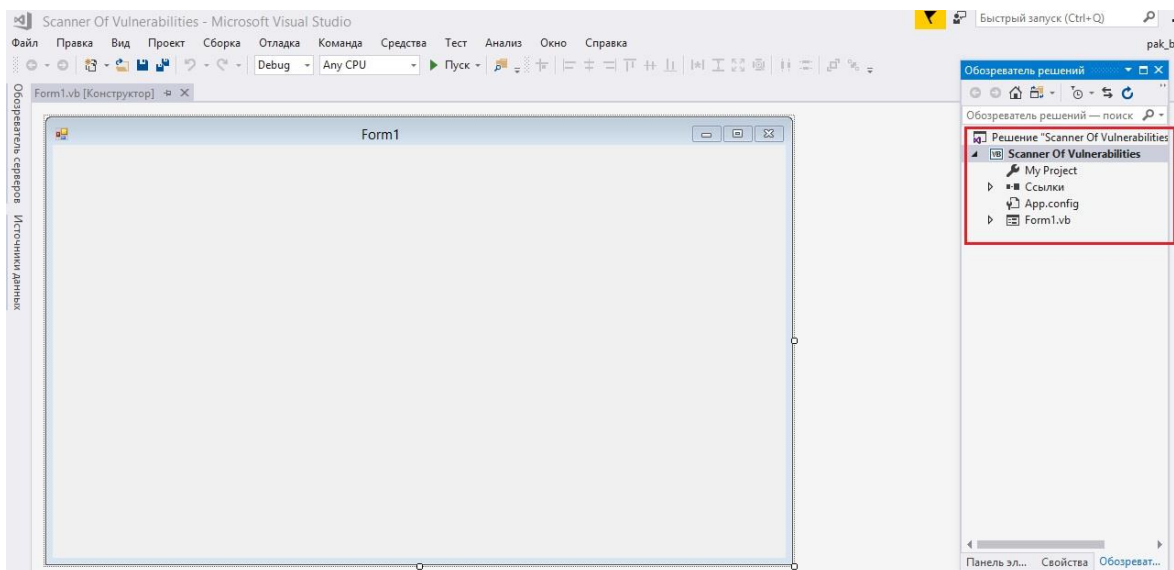 Scanner Of Vulnerabilities - Microsoft Visual Studio
Быстрый запуск (Ctrl+Q)
Файл Правка Вид Проект Сборка Отладка Команда Средства Тест Анализ Окно Справка
pak_b
Debug Any CPU Пуск
Обозреватель серверов
Источники данных
Form1.vb [Конструктор]
Form1
Обозреватель решений
Обозреватель решений — поиск
Решение "Scanner Of Vulnerabilities
VB Scanner Of Vulnerabilities
My Project
Ссылки
App.config
Form1.vb
Панель эл... Свойства Обозреват...